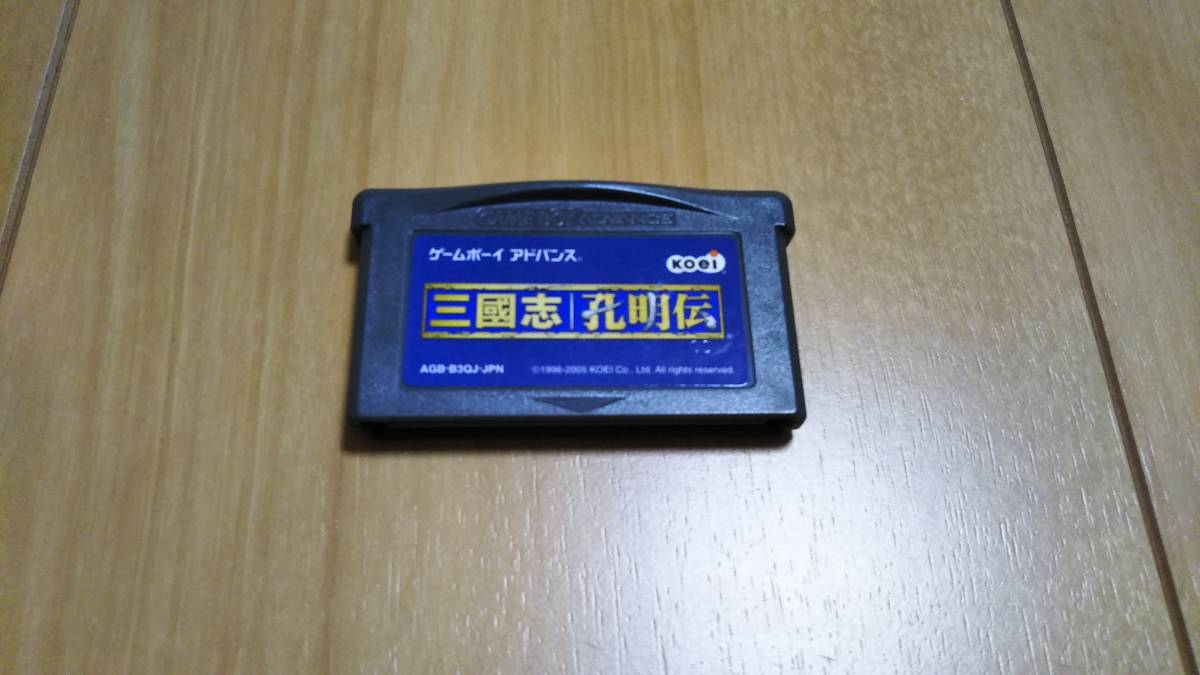 GAME BOY ADVANCE
ゲームボーイ アドバンス
KOEI
三國志 孔明伝
AGB-B3QJ-JPN ©1996-2005 KOEI Co., Ltd. All rights reserved.